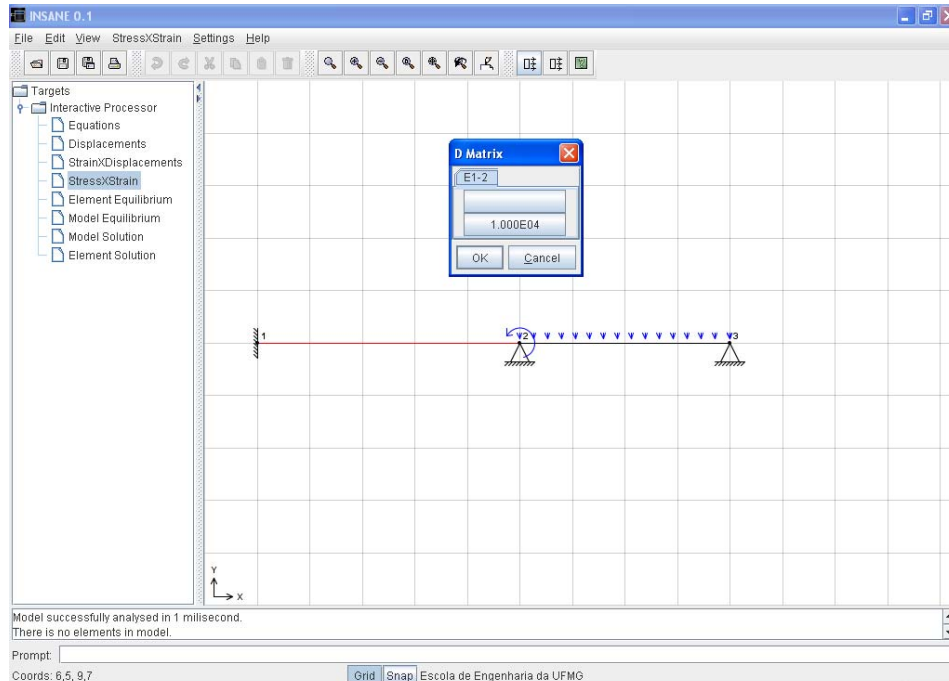 INSANE 0.1
File Edit View StressXStrain Settings Help
Targets
Interactive Processor
Equations
Displacements
StrainXDisplacements
StressXStrain
Element Equilibrium
Model Equilibrium
Model Solution
Element Solution
D Matrix
E1-2
1.000E04
OK Cancel
1 2 3
Y
X
Model successfully analysed in 1 milisecond.
There is no elements in model.
Prompt:
Coords: 6,5, 9,7 Grid Snap Escola de Engenharia da UFMG